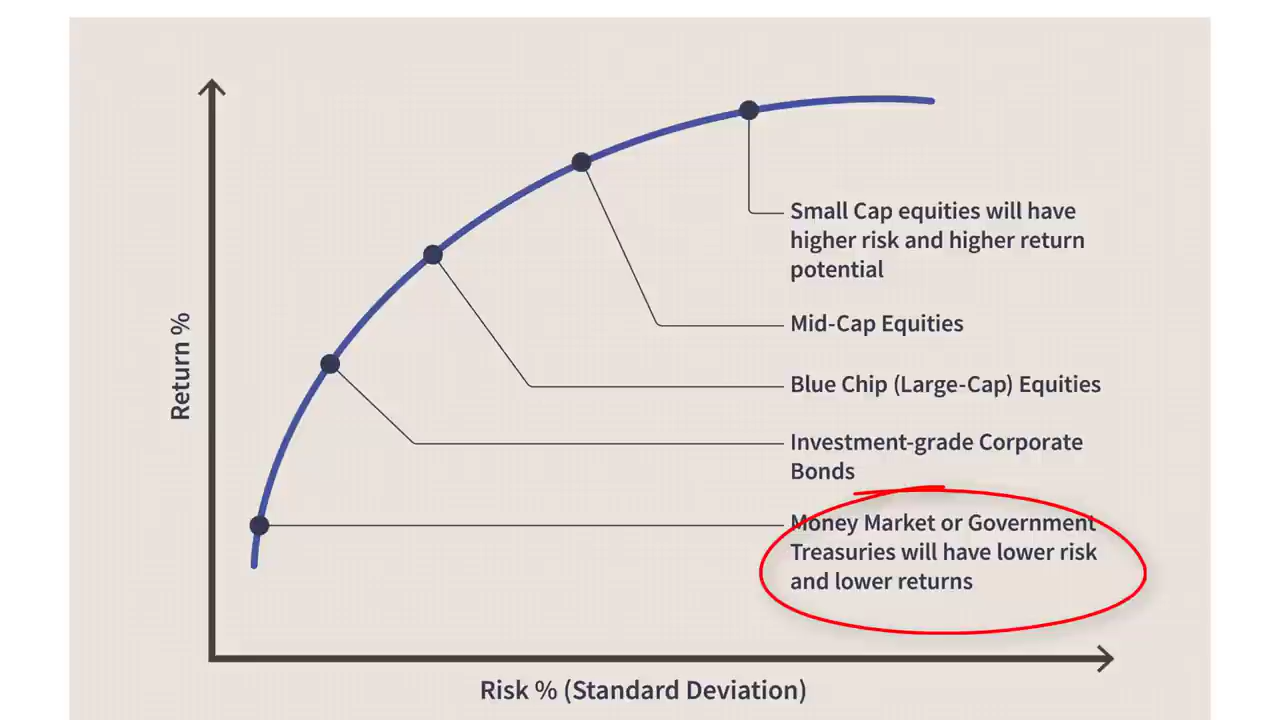 Small Cap equities will have
higher risk and higher return
potential
Mid-Cap Equities
Return %
Blue Chip (Large-Cap) Equities
Investment-grade Corporate
Bonds
Money Market or Government
Treasuries will have lower risk
and lower returns
Risk % (Standard Deviation)